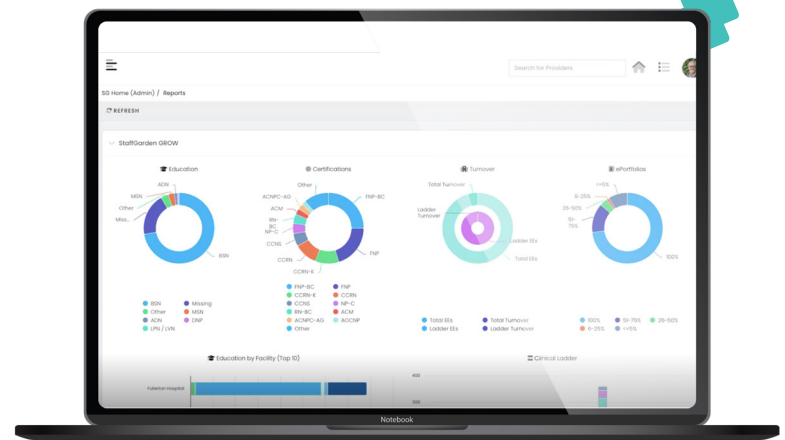 Search for Providers
SG Home (Admin) / Reports
REFRESH
StaffGarden GROW
Education
ADN
MSN
Other
Miss...
BSN
BSN
Missing
Other
MSN
ADN
DNP
LPN / LVN
Certifications
Other
FNP-BC
ACNPC-AG
ACM
RN-
BC
NP-C
CCNS
CCRN
CCRN-K
FNP
FNP-BC
FNP
CCRN-K
CCRN
CCNS
NP-C
RN-BC
ACM
ACNPC-AG
AGCNP
Other
Turnover
Total Turnover
Ladder
Turnover
Ladder EEs
Total EEs
Total EEs
Total Turnover
Ladder EEs
Ladder Turnover
ePortfolios
<=5%
6-25%
26-50%
51-
75%
100%
100%
51-75%
26-50%
6-25%
<=5%
Education by Facility (Top 10)
Fullerton Hospital
Clinical Ladder
400
300
Notebook